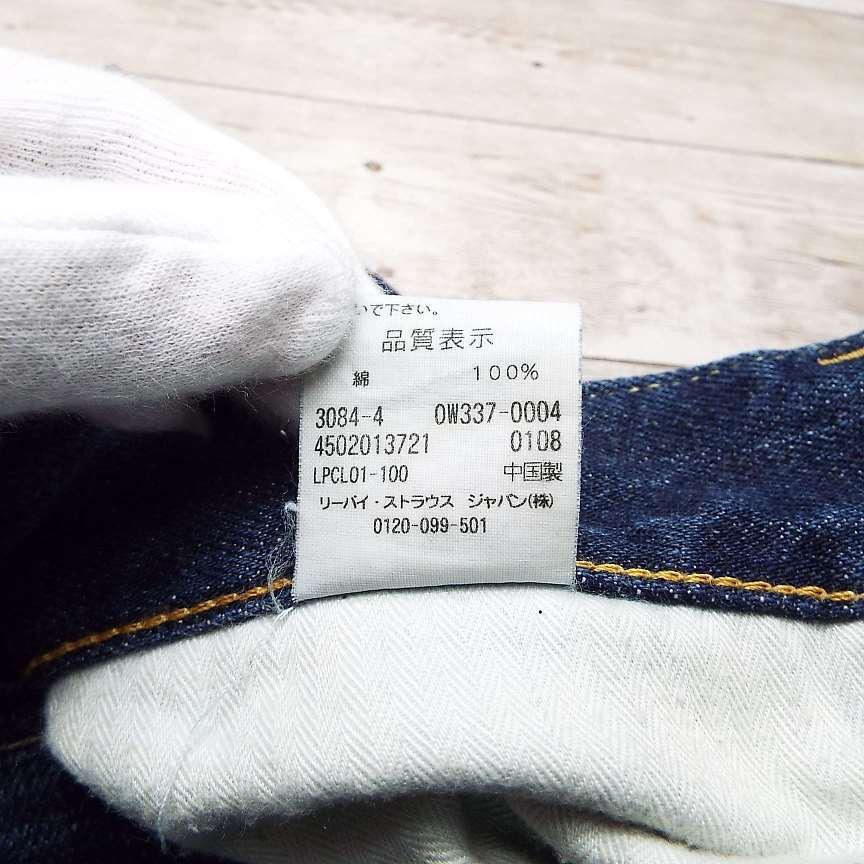 いで下さい。
品質表示
綿 100%
3084-4 0W337-0004
4502013721 0108
LPCL01-100 中国製
リーバイ・ストラウス ジャパン(株)
0120-099-501